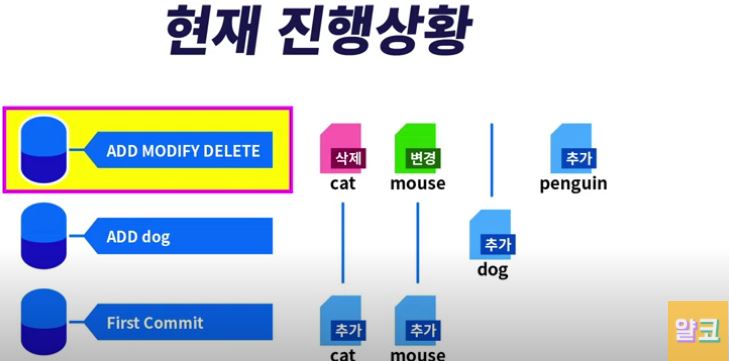 현재 진행상황
ADD MODIFY DELETE
삭제
cat
변경
mouse
추가
penguin
ADD dog
추가
dog
First Commit
추가
cat
추가
mouse
얄코